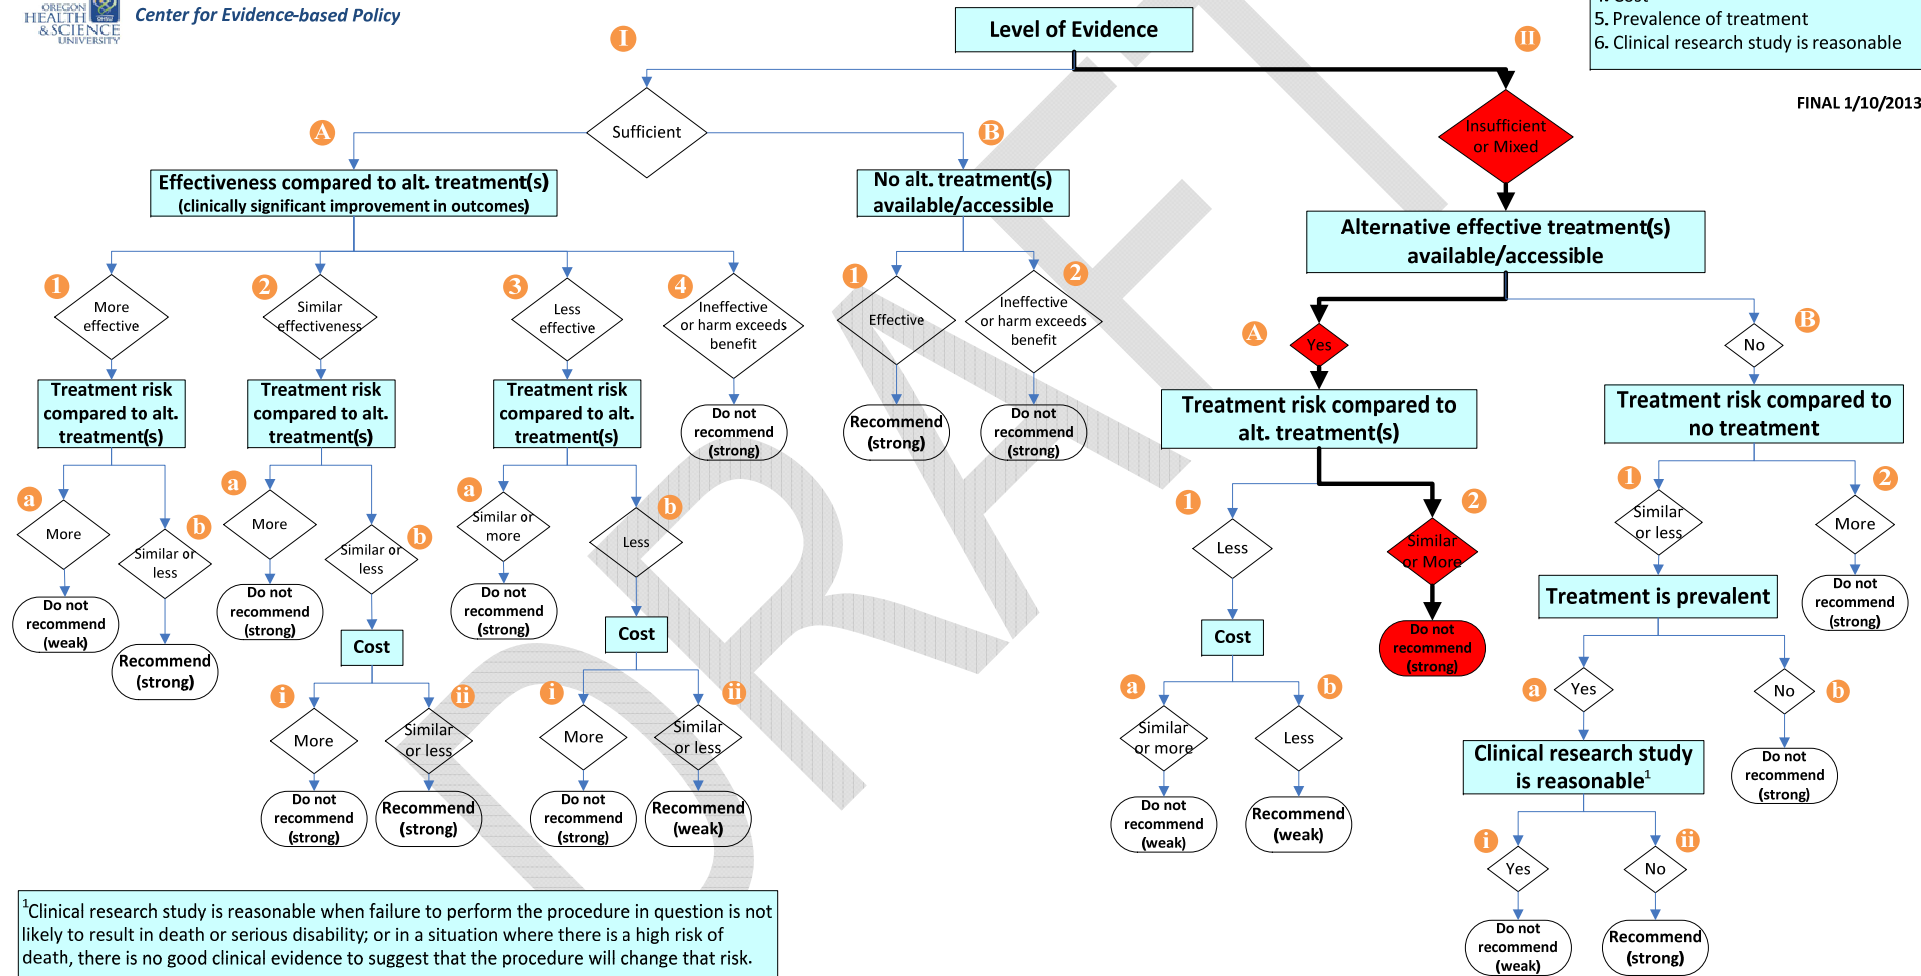 OREGON
HEALTH
& SCIENCE
UNIVERSITY
Center for Evidence-based Policy
5. Prevalence of treatment
6. Clinical research study is reasonable
FINAL 1/10/2013
DRAFT
Level of Evidence
I
II
Sufficient
Insufficient
or Mixed
A
B
Effectiveness compared to alt. treatment(s)
(clinically significant improvement in outcomes)
No alt. treatment(s)
available/accessible
Alternative effective treatment(s)
available/accessible
1
More
effective
2
Similar
effectiveness
3
Less
effective
4
Ineffective
or harm exceeds
benefit
1
Effective
2
Ineffective
or harm exceeds
benefit
A
Yes
B
No
Treatment risk
compared to alt.
treatment(s)
Treatment risk
compared to alt.
treatment(s)
Treatment risk
compared to alt.
treatment(s)
Do not
recommend
(strong)
Recommend
(strong)
Do not
recommend
(strong)
Treatment risk compared to
alt. treatment(s)
Treatment risk compared to
no treatment
a
More
b
Similar or
less
a
More
b
Similar or
less
a
Similar or
more
b
Less
1
Less
2
Similar
or More
1
Similar
or less
2
More
Do not
recommend
(weak)
Recommend
(strong)
Do not
recommend
(strong)
Cost
Do not
recommend
(strong)
Cost
Cost
Do not
recommend
(strong)
Treatment is prevalent
Do not
recommend
(strong)
i
More
ii
Similar
or less
i
More
ii
Similar
or less
a
Similar
or more
b
Less
a
Yes
No
b
Do not
recommend
(strong)
Recommend
(strong)
Do not
recommend
(strong)
Recommend
(weak)
Do not
recommend
(weak)
Recommend
(weak)
Clinical research study
is reasonable1
Do not
recommend
(strong)
i
Yes
ii
No
Do not
recommend
(weak)
Recommend
(strong)
1Clinical research study is reasonable when failure to perform the procedure in question is not
likely to result in death or serious disability; or in a situation where there is a high risk of
death, there is no good clinical evidence to suggest that the procedure will change that risk.